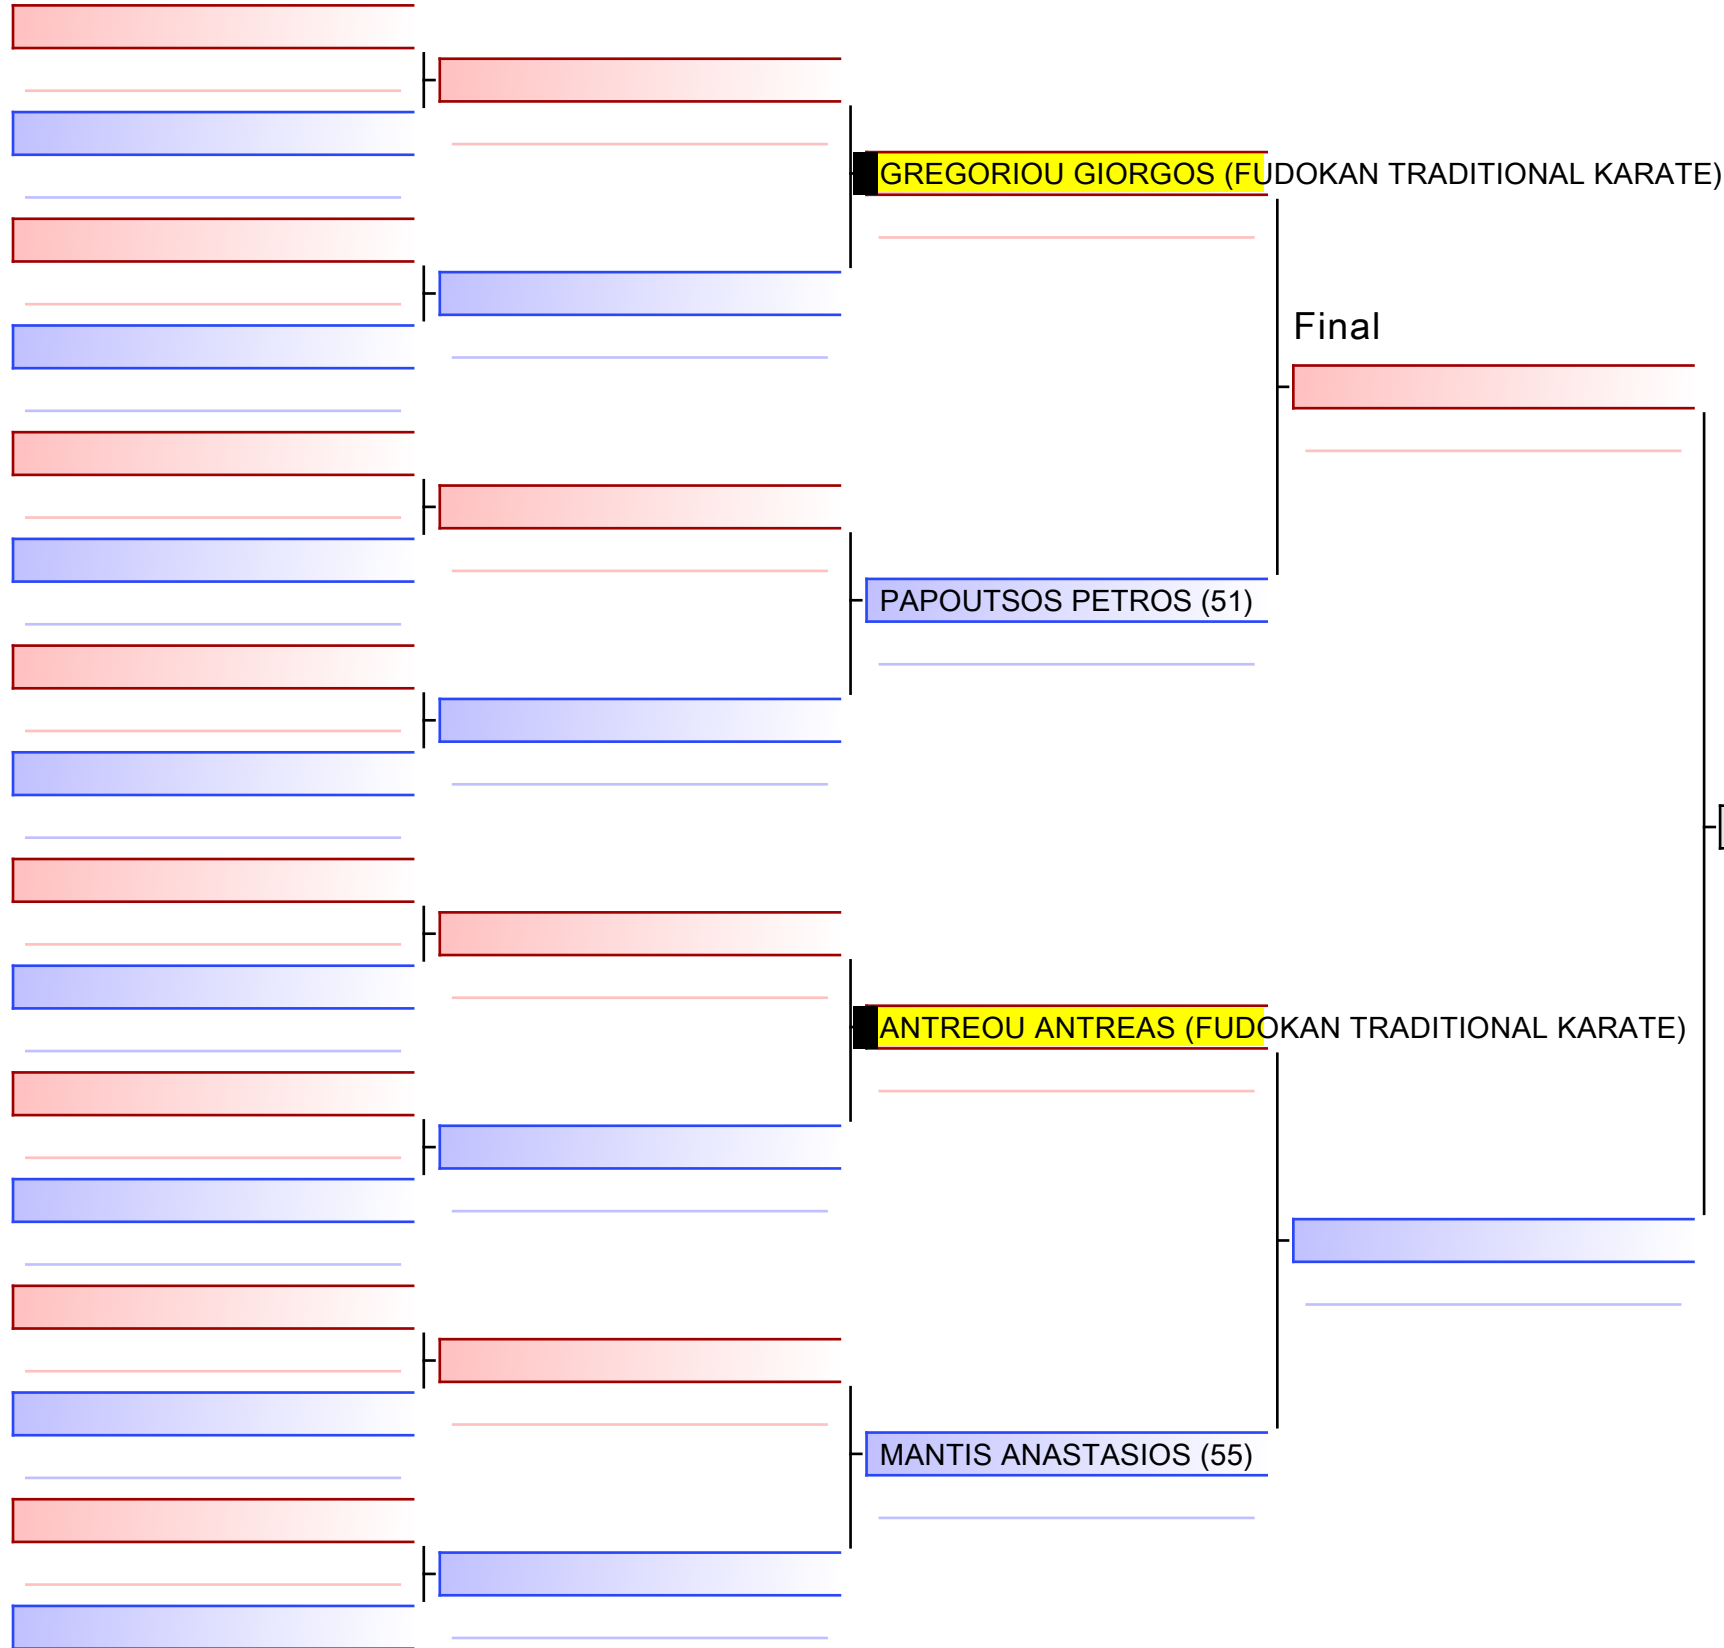 GREGORIOU GIORGOS (FUDOKAN TRADITIONAL KARATE)
Final
PAPOUTSOS PETROS (51)
ANTREOU ANTREAS (FUDOKAN TRADITIONAL KARATE)
MANTIS ANASTASIOS (55)